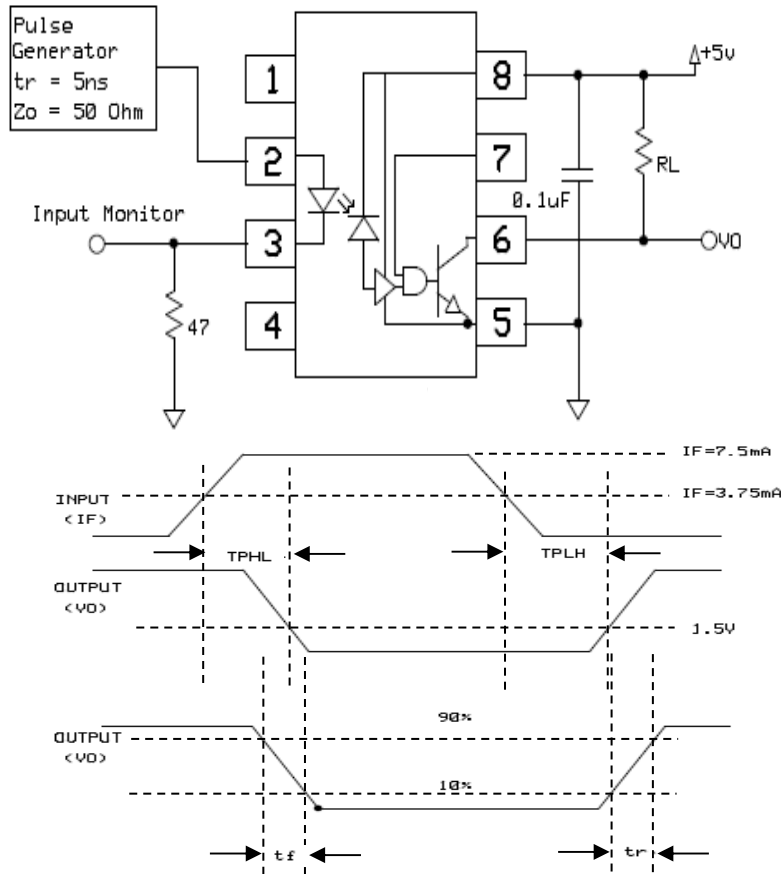 Pulse
Generator
tr = 5ns
Zo = 50 Ohm
+5v
1
8
2
7
RL
0.1uF
Input Monitor
3
6
VO
4
5
47
IF=7.5mA
INPUT
(IF)
IF=3.75mA
TPHL
TPLH
OUTPUT
(VO)
1.5V
90%
OUTPUT
(VO)
10%
tf
tr